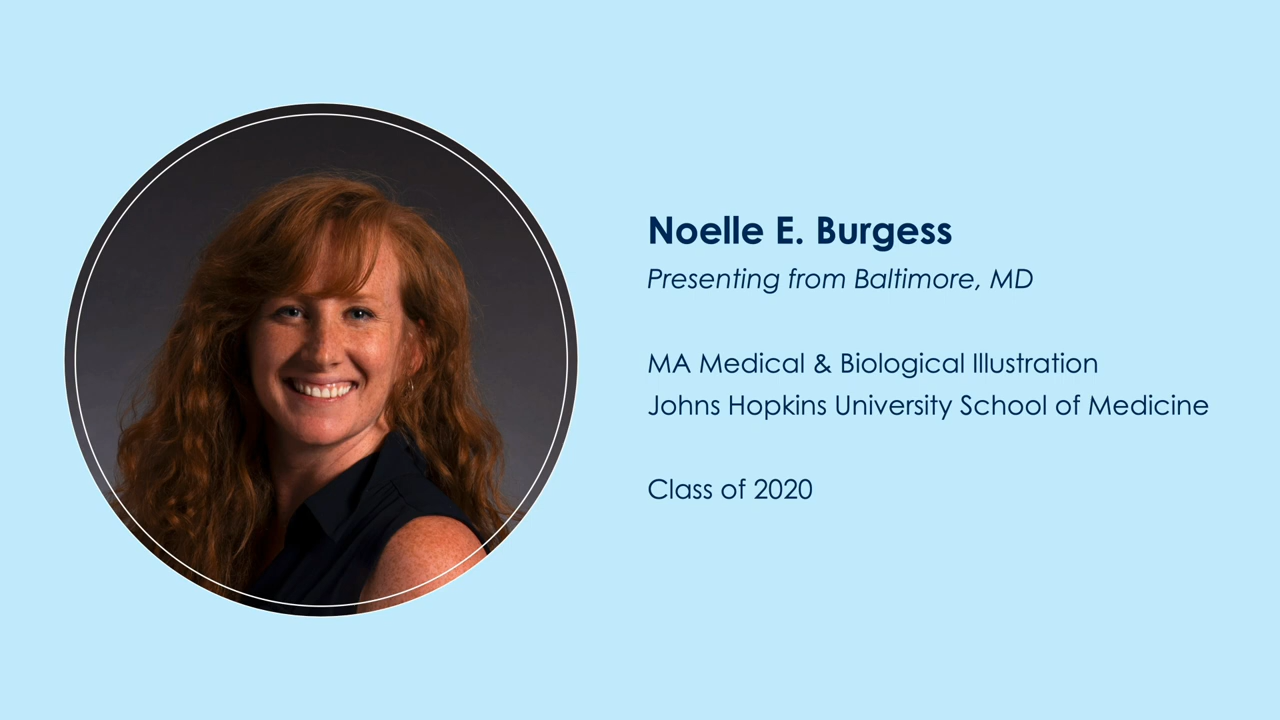 Noelle E. Burgess
Presenting from Baltimore, MD
MA Medical & Biological Illustration
Johns Hopkins University School of Medicine
Class of 2020